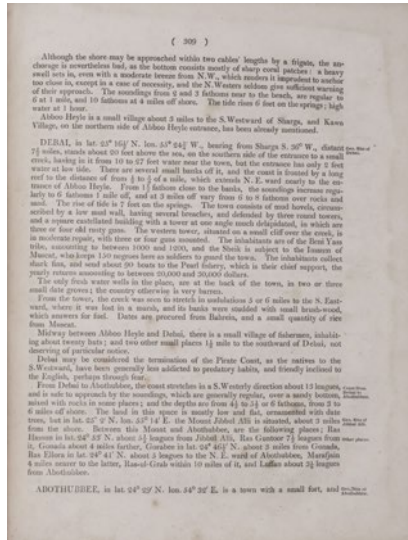 ( 309 )
Although the shore may be approached within two cables' lengths by a frigate, the an-
chorage is nevertheless bad, as the bottom consists mostly of sharp coral patches: a heavy
swell sets in, even with a moderate breeze from N.W., which renders it imprudent to anchor
too close in, except in a case of necessity, and the N.Western seldom give sufficient warning
of their approach. The soundings from 2 and 3 fathoms near to the beach, are regular to
6 at 1 mile, and 10 fathoms at 4 miles off shore. The tide rises 6 feet on the springs; high
water at 1 hour.
Abboo Heyle is a small village about 3 miles to the S.Westward of Sharga, and Kawn
Village, on the northern side of Abboo Heyle entrance, has been already mentioned.
DEBAI, in lat. 25° 16½' N. lon. W., bearing from Sharga S. 36° W., distant
7½ miles, stands about 20 feet above the sea, on the southern side of the entrance to a small
creek, having in it from 10 to 27 feet water near the town, but the entrance has only 2 feet
water at low tide. There are several small banks off it, and the coast is fronted by a long
reef to the distance of from of a mile, which extends N. E. ward nearly to the en-
trance of Abboo Heyle. From 1½ fathoms close to the banks, the soundings increase regu-
larly to 6 fathoms 1 mile off, and at 3 miles off vary from 6 to 8 fathoms over rocks and
sand. The rise of tide is 7 feet on the springs. The town consists of mud hovels, circum-
scribed by a low mud wall, having several breaches, and defended by three round towers,
and a square castellated building with a tower at one angle much delapidated, in which are
three or four old rusty guns. The western tower, situated on a small cliff over the creek, is
in moderate repair, with three or four guns mounted. The inhabitants are of the Beni Yass
tribe, amounting to between 1000 and 1200, and the Sheik is subject to the Imaum of
Muscat, who keeps 150 negroes here as soldiers to guard the town. The inhabitants collect
shark fins, and send about 90 boats to the Pearl fishery, which is their chief support, the
yearly returns amounting to between 20,000 and 30,000 dollars.
The only fresh water wells in the place, are at the back of the town, in two or three
small date groves; the country otherwise is very barren.
From the tower, the creek was seen to stretch in undulations 5 or 6 miles to the S. East-
ward, where it was lost in a marsh, and its banks were studded with small brush-wood,
which answers for fuel. Dates are procured from Bahrein, and a small quantity of rice
from Muscat.
Midway between Abboo Heyle and Debai, there is a small village of fishermen, inhabit-
ing about twenty huts; and two other small places 1½ mile to the southward of Debai, not
deserving of particular notice.
Debai may be considered the termination of the Pirate Coast, as the natives to the
S.Westward, have been generally less addicted to predatory habits, and friendly inclined to
the English, perhaps through fear.
From Debai to Abothubbee, the coast stretches in a S.Westerly direction about 15 leagues,
and is safe to approach by the soundings, which are generally regular, over a sandy bottom,
mixed with rocks in some places; and the depths are from 4½ to 5½ or 6 fathoms, from 3 to
6 miles off shore. The land in this space is mostly low and flat, ornamented with date
trees, but in lat. 25° 2' N. lon. 55° 14' E. the Mount Jibbel Alli is situated, about 3 miles
from the shore. Between this Mount and Abothubbee, are the following places; Ras
Hassea in lat. 24° 55' N. about 5½ leagues from Jibbel Alli, Ras Guntoor 7½ leagues from
it, Gonada about 4 miles farther, Goraben in lat. 24° 46½' N. about 3 miles from Gonada,
Ras Ellora in lat. 24° 41' N. about 5 leagues to the N. E. ward of Abothubbee, Marafjain
4 miles nearer to the latter, Ras-al-Grab within 10 miles of it, and Luffan about 3½ leagues
from Abothubbee.
ABOTHUBBEE, in lat. 24° 29' N. lon. 54° 32' E. is a town with a small fort, and